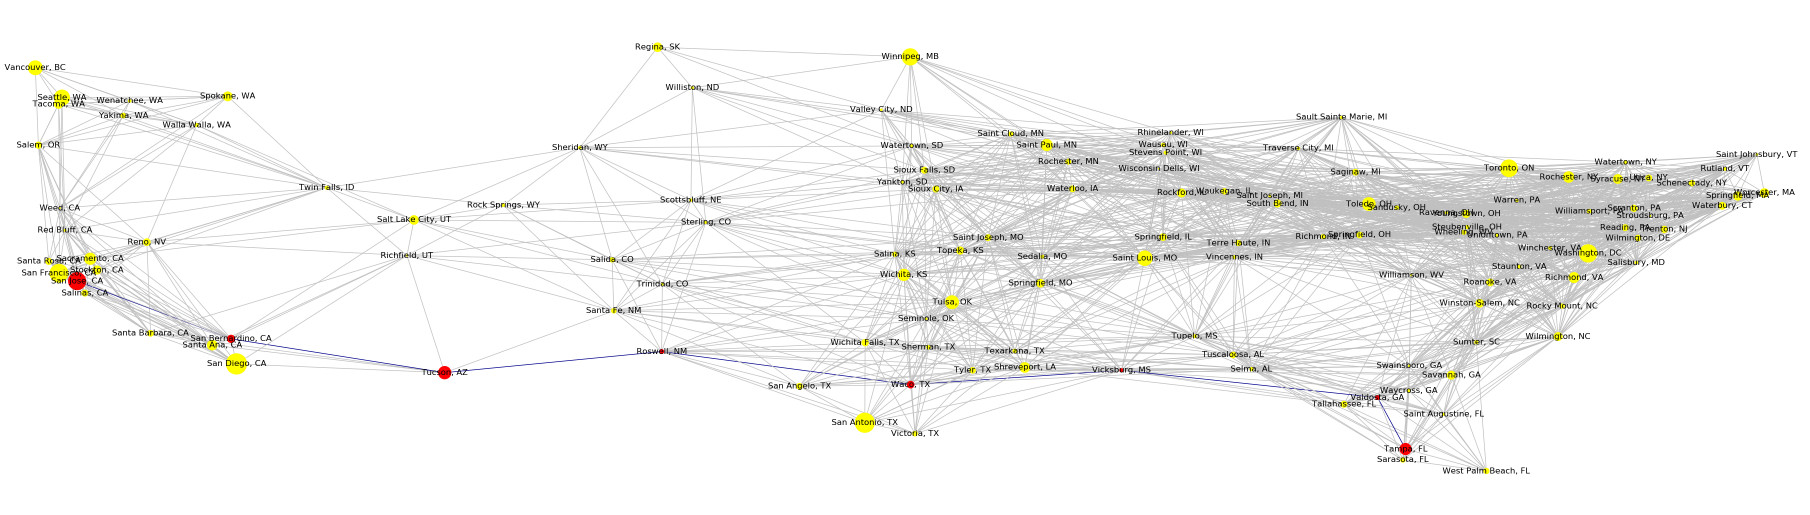 Regina, SK
Winnipeg, MB
Vancouver, BC
Williston, ND
Seattle, WA
Tacoma, WA
Wenatchee, WA
Spokane, WA
Valley City, ND
Yakima, WA
Walla Walla, WA
Sault Sainte Marie, MI
Saint Cloud, MN
Rhinelander, WI
Salem, OR
Sheridan, WY
Watertown, SD
Saint Paul, MN
Wausau, WI
Stevens Point, WI
Traverse City, MI
Saint Johnsbury, VT
Rochester, MN
Wisconsin Dells, WI
Sioux Falls, SD
Saginaw, MI
Toronto, ON
Watertown, NY
Rutland, VT
Yankton, SD
Sioux City, IA
Waterloo, IA
Rochester, NY
Syracuse, NY
Utica, NY
Schenectady, NY
Twin Falls, ID
Rockford, IL
Waukegan, IL
Saint Joseph, MI
South Bend, IN
Worcester, MA
Springfield, MA
Waterbury, CT
Scottsbluff, NE
Rock Springs, WY
Toledo, OH
Sandusky, OH
Warren, PA
Weed, CA
Salt Lake City, UT
Sterling, CO
Ravenna, OH
Youngstown, OH
Williamsport, PA
Scranton, PA
Stroudsburg, PA
Red Bluff, CA
Reno, NV
Saint Joseph, MO
Springfield, IL
Terre Haute, IN
Richmond, IN
Springfield, OH
Steubenville, OH
Wheeling, WV
Uniontown, PA
Reading, PA
Trenton, NJ
Wilmington, DE
Santa Rosa, CA
Sacramento, CA
Richfield, UT
Salida, CO
Salina, KS
Topeka, KS
Sedalia, MO
Saint Louis, MO
Vincennes, IN
Winchester, VA
Washington, DC
Salisbury, MD
San Francisco, CA
Stockton, CA
San Jose, CA
Salinas, CA
Trinidad, CO
Wichita, KS
Springfield, MO
Williamson, WV
Staunton, VA
Roanoke, VA
Richmond, VA
Santa Fe, NM
Tulsa, OK
Seminole, OK
Winston-Salem, NC
Rocky Mount, NC
Santa Barbara, CA
San Bernardino, CA
Santa Ana, CA
San Diego, CA
Wichita Falls, TX
Sherman, TX
Texarkana, TX
Tupelo, MS
Sumter, SC
Wilmington, NC
Roswell, NM
Tuscaloosa, AL
Tucson, AZ
Tyler, TX
Shreveport, LA
Vicksburg, MS
Selma, AL
Swainsboro, GA
Savannah, GA
San Angelo, TX
Waco, TX
Waycross, GA
Valdosta, GA
Tallahassee, FL
Saint Augustine, FL
San Antonio, TX
Victoria, TX
Tampa, FL
Sarasota, FL
West Palm Beach, FL